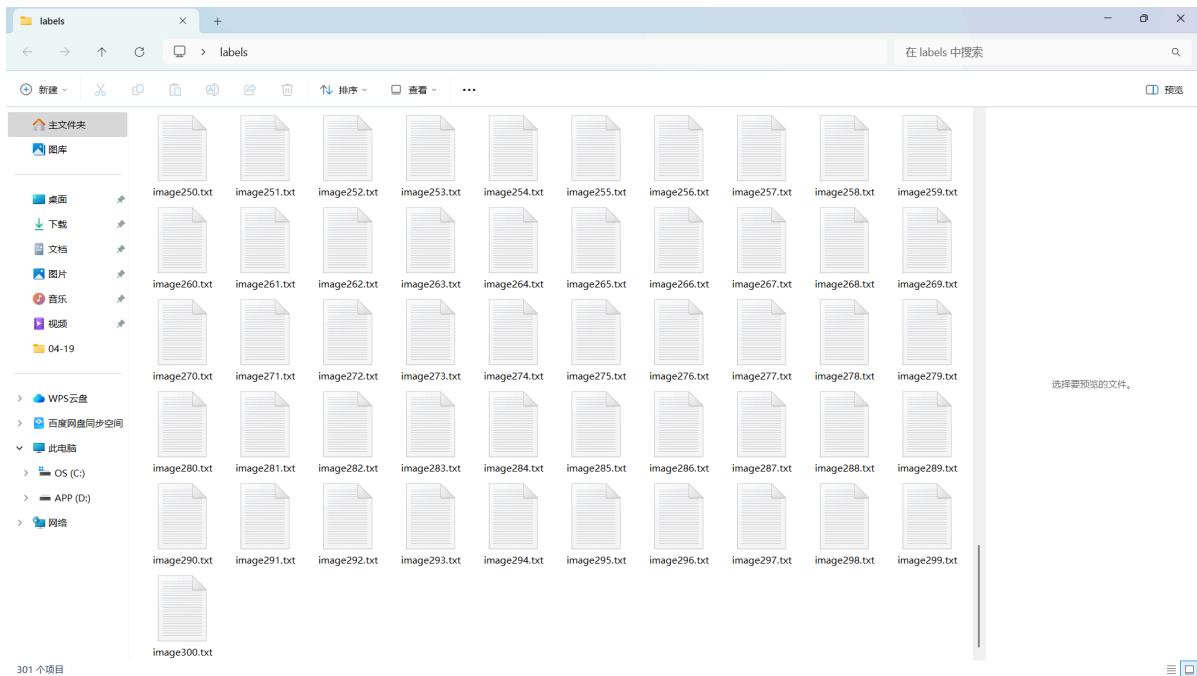 labels
labels
在 labels 中搜索
新建
排序
查看
预览
主文件夹
图库
桌面
下载
文档
图片
音乐
视频
04-19
WPS云盘
百度网盘同步空间
此电脑
OS (C:)
APP (D:)
网络
image250.txt image251.txt image252.txt image253.txt image254.txt image255.txt image256.txt image257.txt image258.txt image259.txt
image260.txt image261.txt image262.txt image263.txt image264.txt image265.txt image266.txt image267.txt image268.txt image269.txt
image270.txt image271.txt image272.txt image273.txt image274.txt image275.txt image276.txt image277.txt image278.txt image279.txt
image280.txt image281.txt image282.txt image283.txt image284.txt image285.txt image286.txt image287.txt image288.txt image289.txt
image290.txt image291.txt image292.txt image293.txt image294.txt image295.txt image296.txt image297.txt image298.txt image299.txt
image300.txt
选择要预览的文件。
301 个项目